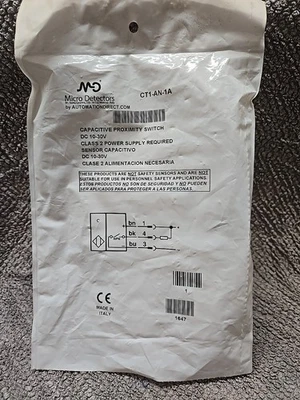 MD
Micro Detectors
by AUTOMATIONDIRECT.COM
CT1-AN-1A
CAPACITIVE PROXIMITY SWITCH
DC 10-30V
CLASS 2 POWER SUPPLY REQUIRED
SENSOR CAPACITIVO
DC 10-30V
CLASE 2 ALIMENTACION NECESARIA
THESE PRODUCTS ARE NOT SAFETY SENSORS AND ARE NOT
SUITABLE FOR USE IN PERSONNEL SAFETY APPLICATIONS.
ESTOS PRODUCTOS NO SON DE SEGURIDAD Y NO PUEDEN
SER APLICADOS PARA PROTEGER A LAS PERSONAS.
bn 1
bk 4
bu 3
1
CE
MADE IN
ITALY
1647